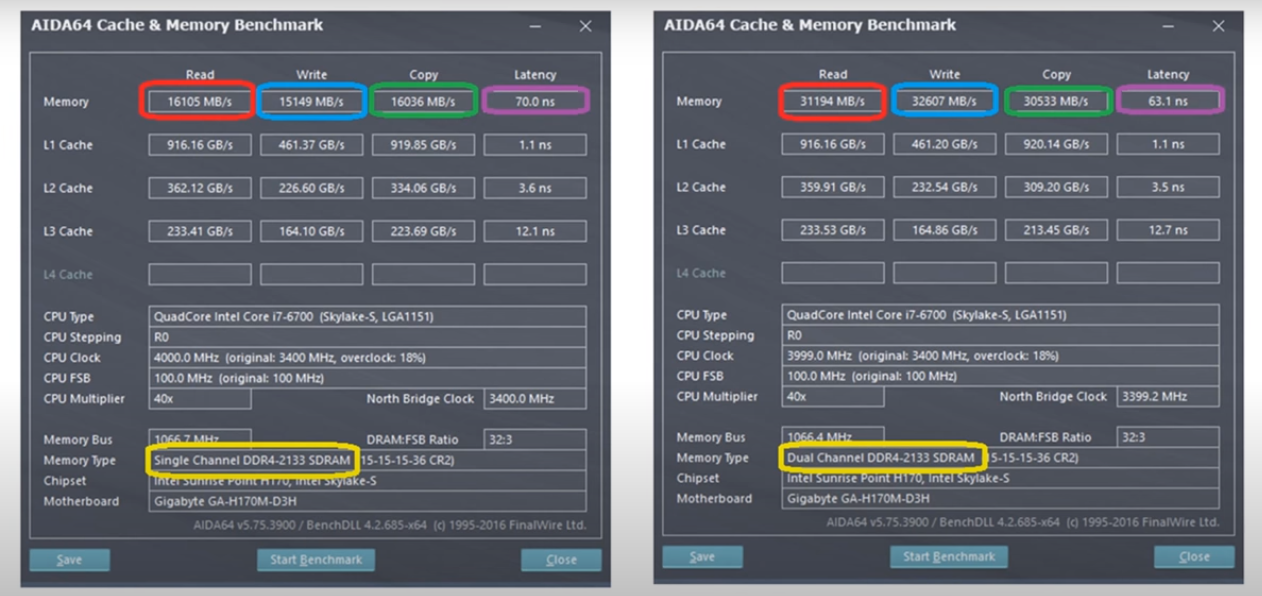 AIDA64 Cache & Memory Benchmark
Read Write Copy Latency
Memory 16105 MB/s 15149 MB/s 16036 MB/s 70.0 ns
L1 Cache 916.16 GB/s 461.37 GB/s 919.85 GB/s 1.1 ns
L2 Cache 362.12 GB/s 226.60 GB/s 334.06 GB/s 3.6 ns
L3 Cache 233.41 GB/s 164.10 GB/s 223.69 GB/s 12.1 ns
L4 Cache
CPU Type QuadCore Intel Core i7-6700 (Skylake-S, LGA1151)
CPU Stepping R0
CPU Clock 4000.0 MHz (original: 3400 MHz, overclock: 18%)
CPU FSB 100.0 MHz (original: 100 MHz)
CPU Multiplier 40x North Bridge Clock 3400.0 MHz
Memory Bus 1066.7 MHz DRAM:FSB Ratio 32:3
Memory Type Single Channel DDR4-2133 SDRAM 15-15-15-36 CR2)
Chipset Intel Sunrise Point H170, Intel Skylake-S
Motherboard Gigabyte GA-H170M-D3H
AIDA64 v5.75.3900 / BenchDLL 4.2.685-x64 (c) 1995-2016 FinalWire Ltd.
Save Start Benchmark Close
AIDA64 Cache & Memory Benchmark
Read Write Copy Latency
Memory 31194 MB/s 32607 MB/s 30533 MB/s 63.1 ns
L1 Cache 916.16 GB/s 461.20 GB/s 920.14 GB/s 1.1 ns
L2 Cache 359.91 GB/s 232.54 GB/s 309.20 GB/s 3.5 ns
L3 Cache 233.53 GB/s 164.86 GB/s 213.45 GB/s 12.7 ns
L4 Cache
CPU Type QuadCore Intel Core i7-6700 (Skylake-S, LGA1151)
CPU Stepping R0
CPU Clock 3999.0 MHz (original: 3400 MHz, overclock: 18%)
CPU FSB 100.0 MHz (original: 100 MHz)
CPU Multiplier 40x North Bridge Clock 3399.2 MHz
Memory Bus 1066.4 MHz DRAM:FSB Ratio 32:3
Memory Type Dual Channel DDR4-2133 SDRAM 5-15-15-36 CR2)
Chipset Intel Sunrise Point H170, Intel Skylake-S
Motherboard Gigabyte GA-H170M-D3H
AIDA64 v5.75.3900 / BenchDLL 4.2.685-x64 (c) 1995-2016 FinalWire Ltd.
Save Start Benchmark Close